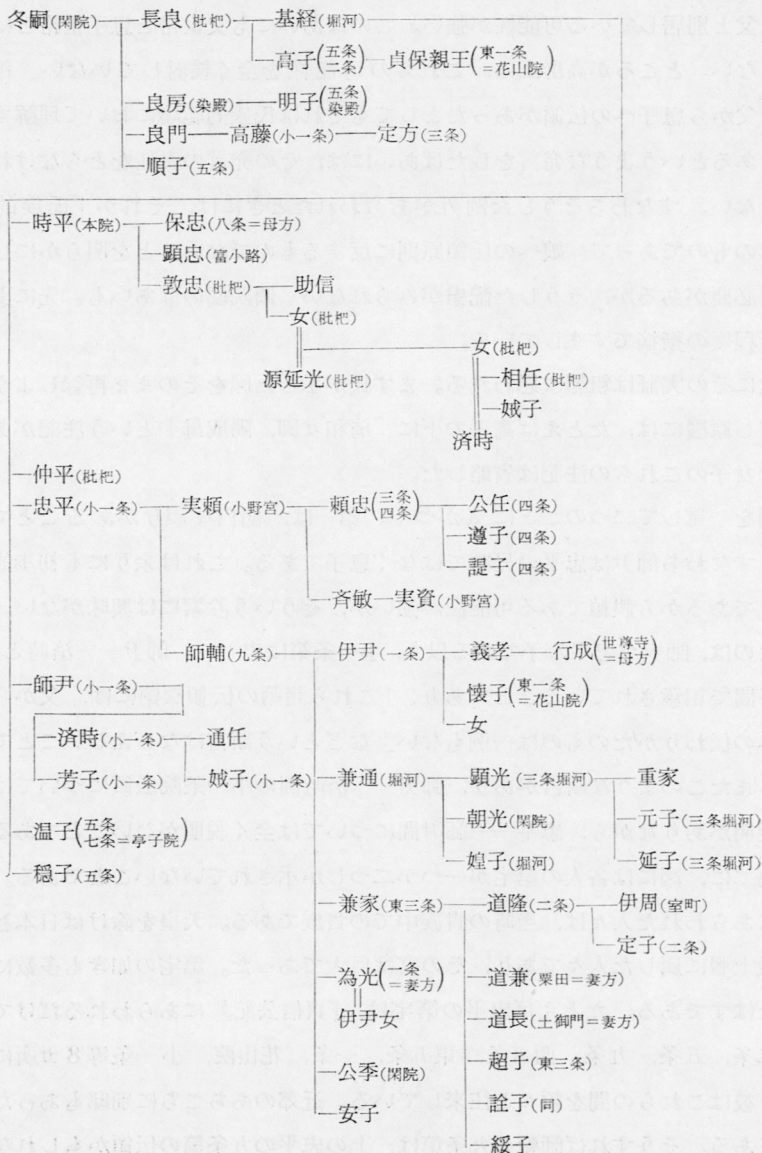 冬嗣(閑院) 長良(枇杷) 基経(堀河)
高子(五条 二条) 貞保親王(東一条 =花山院)
良房(染殿) 明子(五条 染殿)
良門 高藤(小一条) 定方(三条)
順子(五条)
時平(本院) 保忠(八条=母方)
顕忠(富小路)
敦忠(枇杷) 助信
女(枇杷)
女(枇杷)
源延光(枇杷) 相任(枇杷)
娍子
済時
仲平(枇杷)
忠平(小一条) 実頼(小野宮) 頼忠(三条 四条) 公任(四条)
遵子(四条)
諟子(四条)
斉敏 実資(小野宮)
師輔(九条) 伊尹(一条) 義孝 行成(世尊寺 =母方)
師尹(小一条) 懐子(東一条 =花山院)
女
済時(小一条) 通任
芳子(小一条) 娍子(小一条) 兼通(堀河) 顕光(三条堀河) 重家
朝光(閑院) 元子(三条堀河)
温子(五条 七条=亭子院) 媓子(堀河) 延子(三条堀河)
穏子(五条)
兼家(東三条) 道隆(二条) 伊周(室町)
定子(二条)
為光(一条 =妻方) 道兼(粟田=妻方)
伊尹女 道長(土御門=妻方)
公季(閑院) 超子(東三条)
安子 詮子(同)
綏子